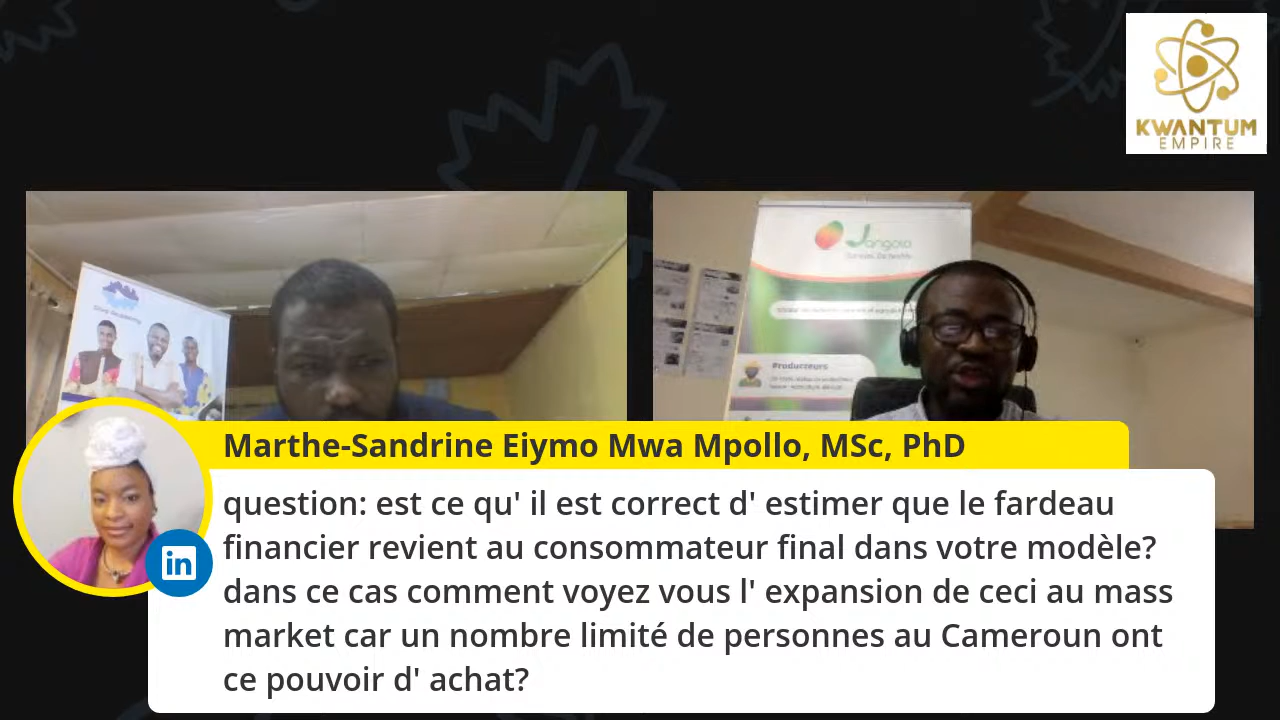 KWANTUM
EMPIRE
Jangolo
Producteurs
Marthe-Sandrine Eiymo Mwa Mpollo, MSc, PhD
question: est ce qu' il est correct d' estimer que le fardeau
financier revient au consommateur final dans votre modèle?
dans ce cas comment voyez vous l' expansion de ceci au mass
market car un nombre limité de personnes au Cameroun ont
ce pouvoir d' achat?
in